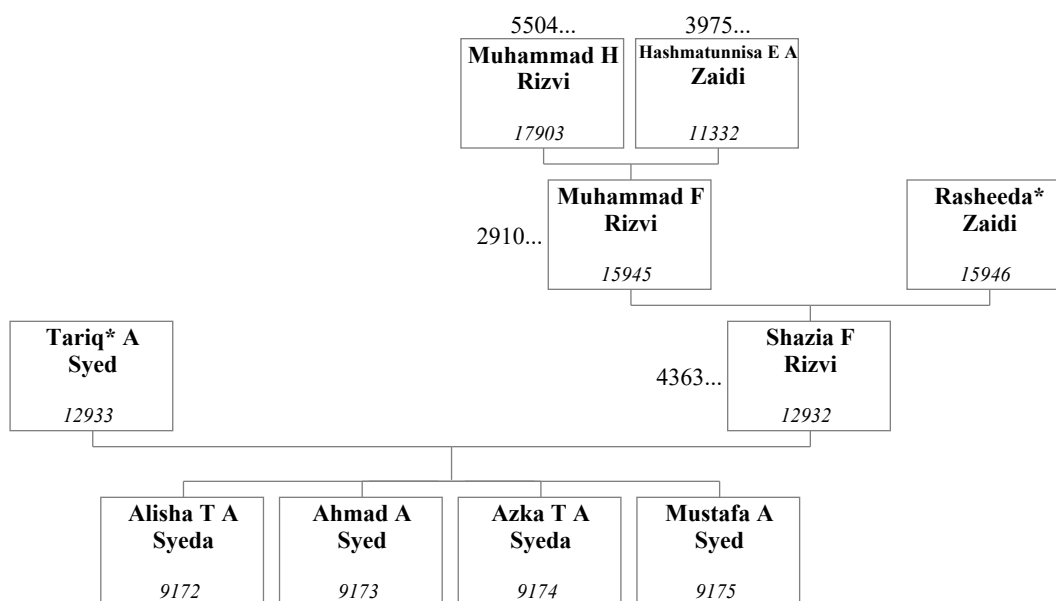 5504...
3975...
Muhammad H
Rizvi
17903
Hashmatunnisa E A
Zaidi
11332
2910...
Muhammad F
Rizvi
15945
Rasheeda*
Zaidi
15946
Tariq* A
Syed
12933
4363...
Shazia F
Rizvi
12932
Alisha T A
Syeda
9172
Ahmad A
Syed
9173
Azka T A
Syeda
9174
Mustafa A
Syed
9175